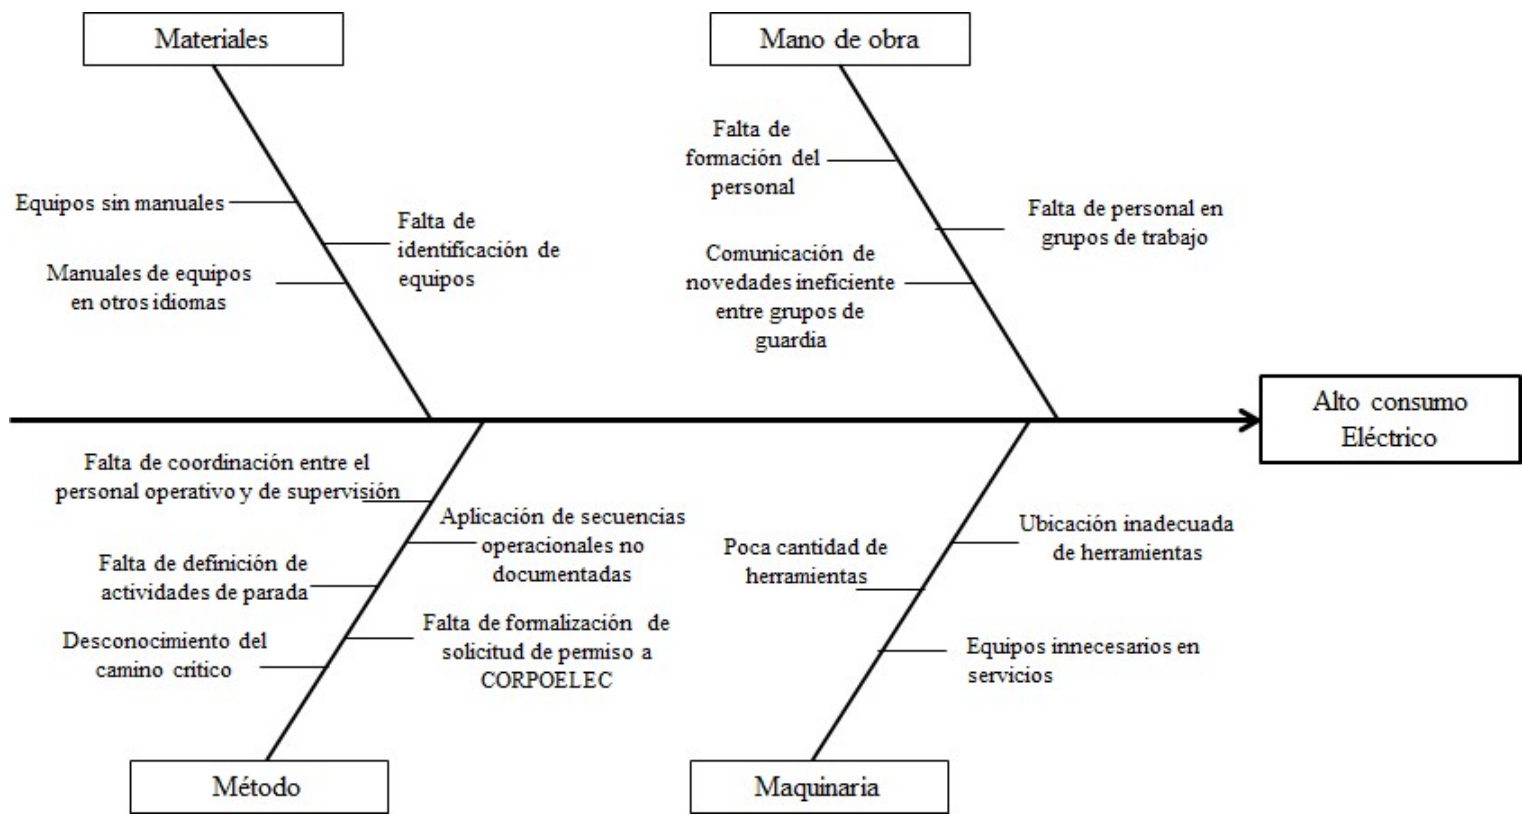 Materiales
Mano de obra
Equipos sin manuales
Manuales de equipos
en otros idiomas
Falta de
identificación de
equipos
Falta de
formación del
personal
Comunicación de
novedades ineficiente
entre grupos de
guardia
Falta de personal en
grupos de trabajo
Alto consumo
Eléctrico
Falta de coordinación entre el
personal operativo y de supervisión
Falta de definición de
actividades de parada
Desconocimiento del
camino crítico
Aplicación de secuencias
operacionales no
documentadas
Falta de formalización de
solicitud de permiso a
CORPOELEC
Poca cantidad de
herramientas
Ubicación inadecuada
de herramientas
Equipos innecesarios en
servicios
Método
Maquinaria